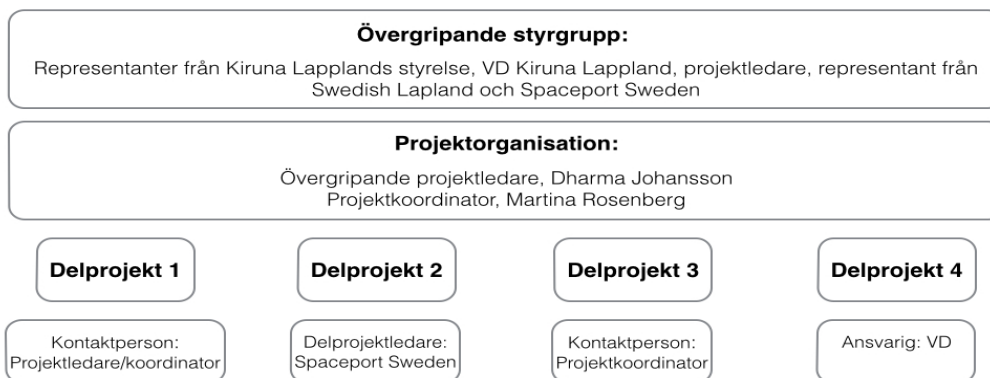 Övergripande styrgrupp:
Representanter från Kiruna Lapplands styrelse, VD Kiruna Lappland, projektledare, representant från
Swedish Lapland och Spaceport Sweden
Projektorganisation:
Övergripande projektledare, Dharma Johansson
Projektkoordinator, Martina Rosenberg
Delprojekt 1
Delprojekt 2
Delprojekt 3
Delprojekt 4
Kontaktperson:
Projektledare/koordinator
Delprojektledare:
Spaceport Sweden
Kontaktperson:
Projektkoordinator
Ansvarig: VD